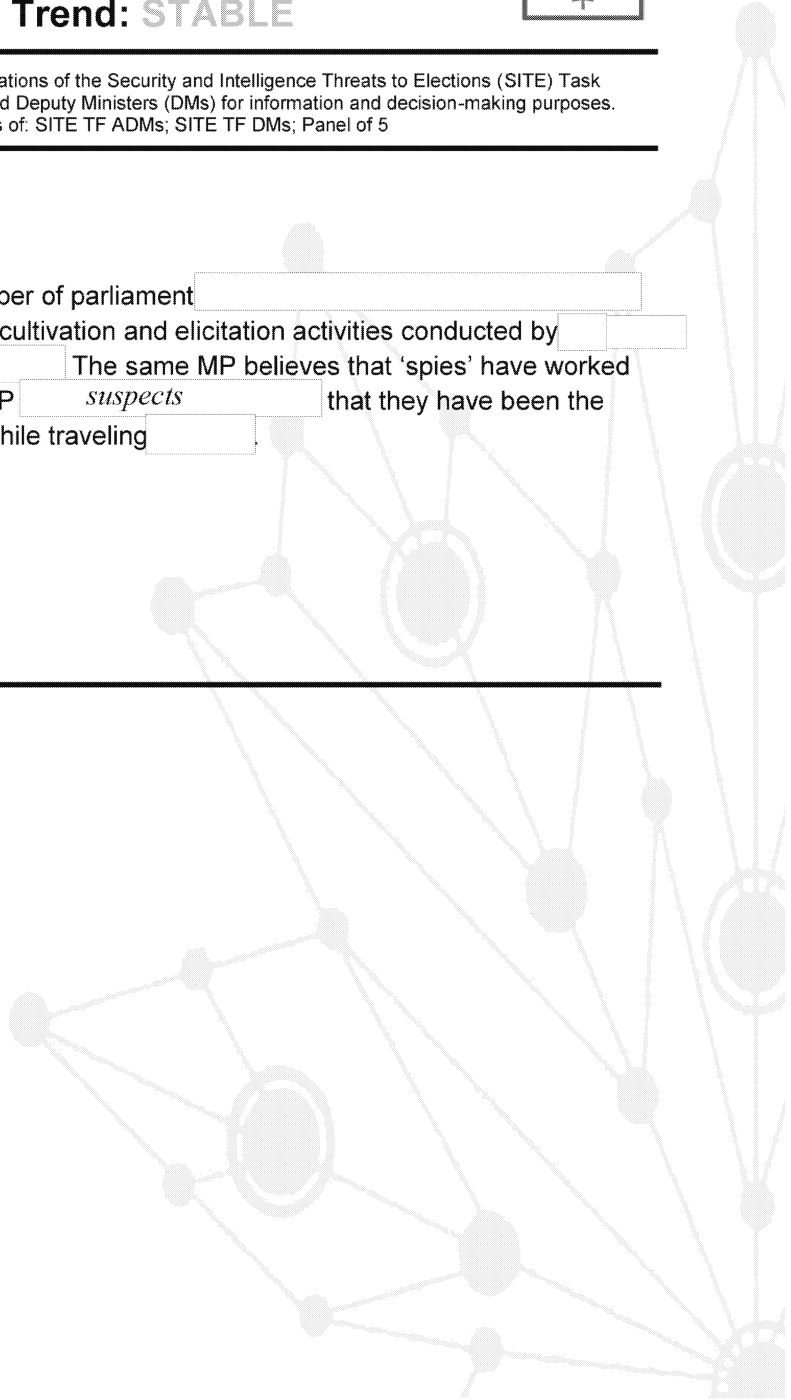 Trend: STABLE
ations of the Security and Intelligence Threats to Elections (SITE) Task
d Deputy Ministers (DMs) for information and decision-making purposes.
s of: SITE TF ADMs; SITE TF DMs; Panel of 5
ber of parliament
cultivation and elicitation activities conducted by
The same MP believes that ‘spies’ have worked
P suspects that they have been the
hile traveling .